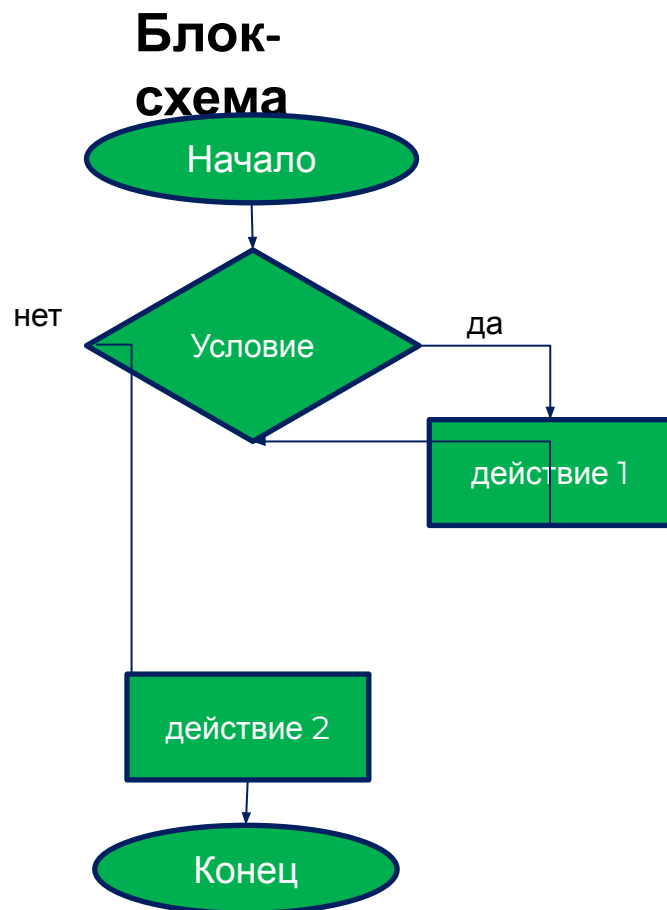 Блок-
схема
Начало
нет
да
Условие
действие 1
действие 2
Конец